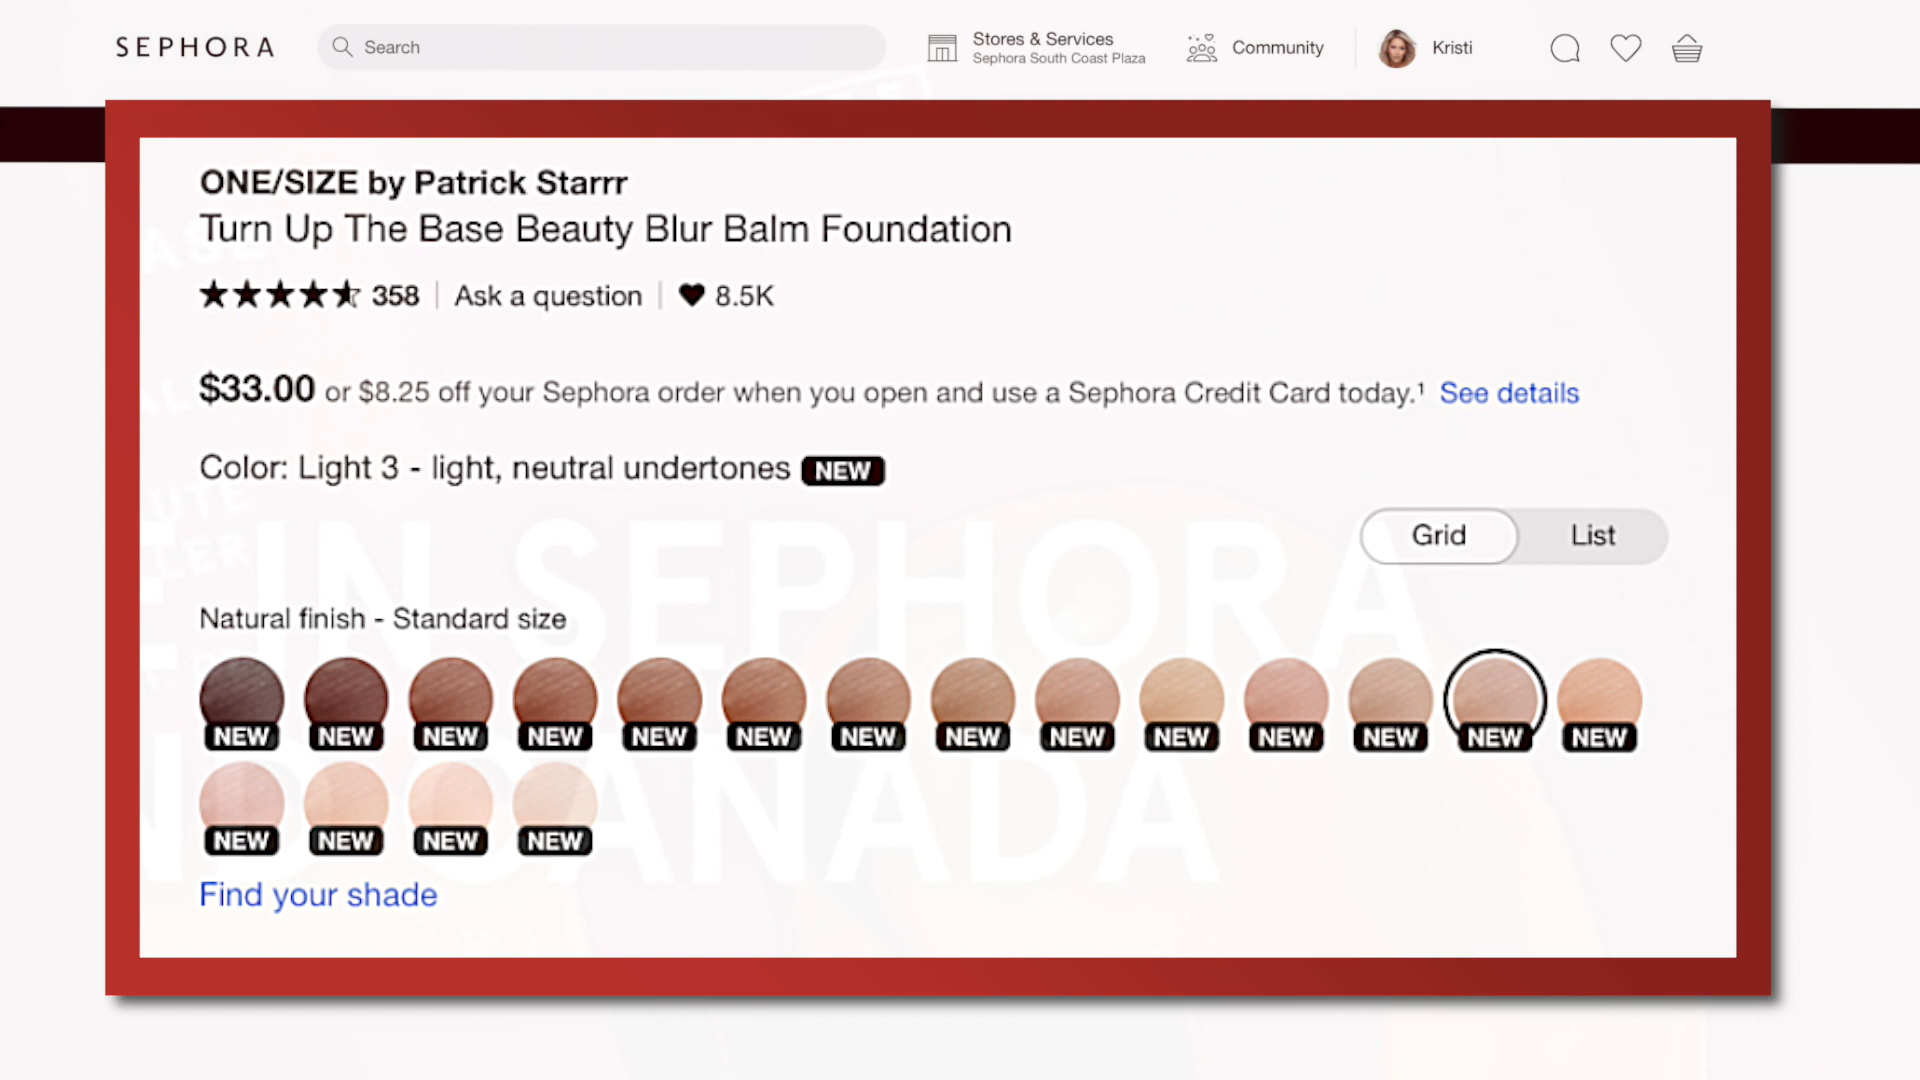 SEPHORA
Search
Stores & Services
Sephora South Coast Plaza
Community
Kristi
ONE/SIZE by Patrick Starrr
Turn Up The Base Beauty Blur Balm Foundation
358 | Ask a question | 8.5K
$33.00 or $8.25 off your Sephora order when you open and use a Sephora Credit Card today.¹ See details
Color: Light 3 - light, neutral undertones NEW
Grid List
IN SEPHORA
Natural finish - Standard size
NEW NEW NEW NEW NEW NEW NEW NEW NEW NEW NEW NEW NEW NEW
CANADA
NEW NEW NEW NEW
Find your shade